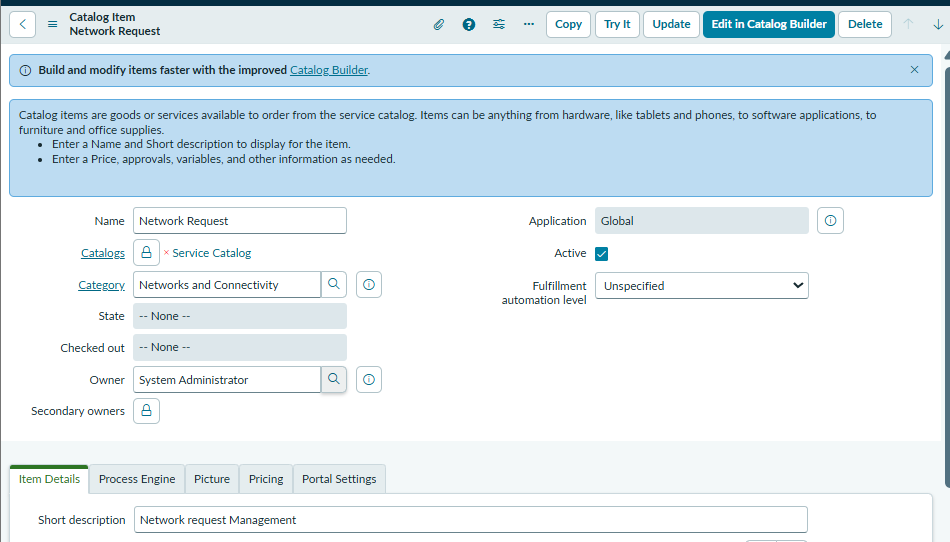 Catalog Item
Network Request
Copy
Try It
Update
Edit in Catalog Builder
Delete
Build and modify items faster with the improved Catalog Builder.
Catalog items are goods or services available to order from the service catalog. Items can be anything from hardware, like tablets and phones, to software applications, to
furniture and office supplies.
Enter a Name and Short description to display for the item.
Enter a Price, approvals, variables, and other information as needed.
Name
Network Request
Application
Global
Catalogs
Service Catalog
Active
Category
Networks and Connectivity
Fulfillment
automation level
Unspecified
State
-- None --
Checked out
-- None --
Owner
System Administrator
Secondary owners
Item Details
Process Engine
Picture
Pricing
Portal Settings
Short description
Network request Management